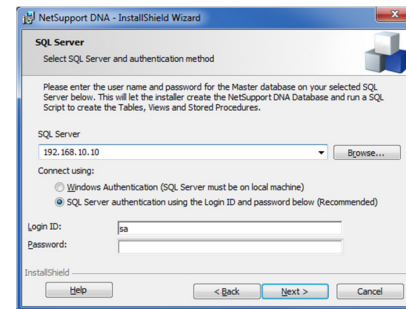 NetSupport DNA - InstallShield Wizard
SQL Server
Select SQL Server and authentication method
Please enter the user name and password for the Master database on your selected SQL
Server below. This will let the installer create the NetSupport DNA Database and run a SQL
Script to create the Tables, Views and Stored Procedures.
SQL Server
192.168.10.10
Browse...
Connect using:
Windows Authentication (SQL Server must be on local machine)
SQL Server authentication using the Login ID and password below (Recommended)
Login ID:
sa
Password:
InstallShield
Help
< Back
Next >
Cancel